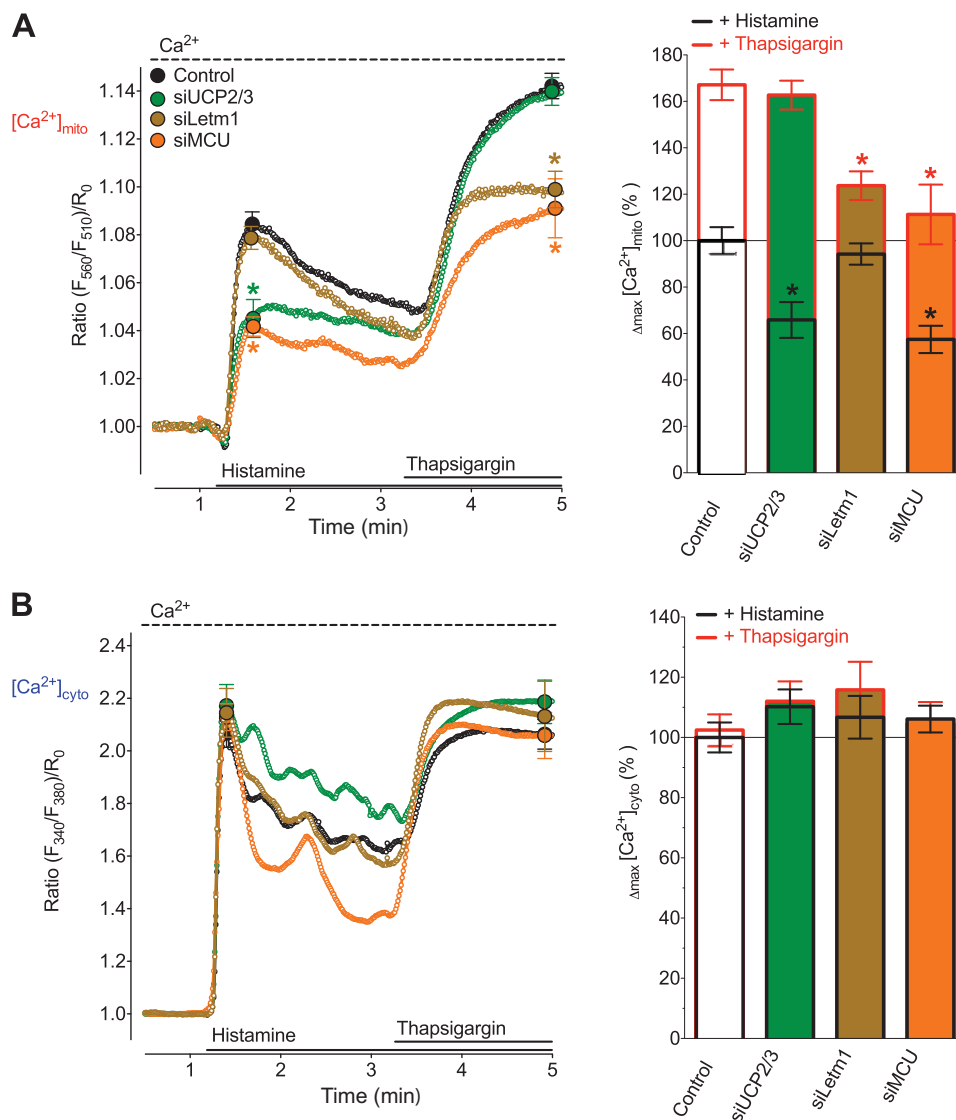 A
Ca2+
[Ca2+]mito
Control
siUCP2/3
siLetm1
siMCU
Ratio (F560/F510)/R0
1.14
1.12
1.10
1.08
1.06
1.04
1.02
1.00
*
*
*
*
Histamine
Thapsigargin
1 2 3 4 5
Time (min)
+ Histamine
+ Thapsigargin
Δmax [Ca2+]mito (%)
180
160
140
120
100
80
60
40
20
0
*
*
*
*
Control
siUCP2/3
siLetm1
siMCU
B
Ca2+
[Ca2+]cyto
Ratio (F340/F380)/R0
2.4
2.2
2.0
1.8
1.6
1.4
1.2
1.0
Histamine
Thapsigargin
1 2 3 4 5
Time (min)
+ Histamine
+ Thapsigargin
Δmax [Ca2+]cyto (%)
140
120
100
80
60
40
20
0
Control
siUCP2/3
siLetm1
siMCU